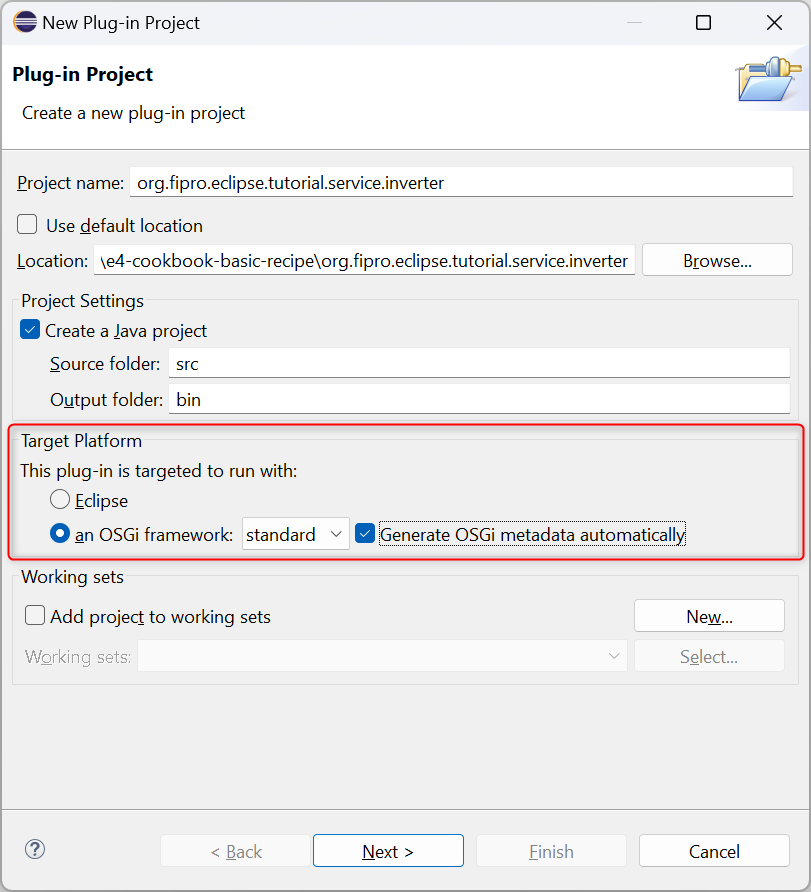 New Plug-in Project
Plug-in Project
Create a new plug-in project
Project name: org.fipro.eclipse.tutorial.service.inverter
Use default location
Location: \e4-cookbook-basic-recipe\org.fipro.eclipse.tutorial.service.inverter Browse...
Project Settings
Create a Java project
Source folder: src
Output folder: bin
Target Platform
This plug-in is targeted to run with:
Eclipse
an OSGi framework: standard Generate OSGi metadata automatically
Working sets
Add project to working sets New...
Working sets: Select...
? < Back Next > Finish Cancel